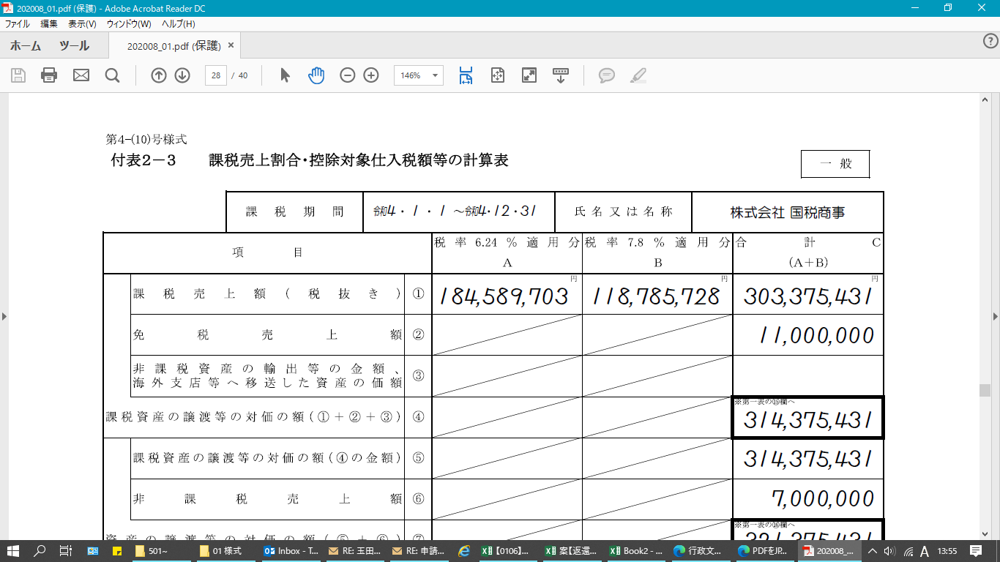 202008_01.pdf (保護) - Adobe Acrobat Reader DC
ファイル 編集 表示(V) ウィンドウ(W) ヘルプ(H)
ホーム ツール 202008_01.pdf (保護) ×
28 / 40 146%
第4-(10)号様式
付表2-3 課税売上割合・控除対象仕入税額等の計算表
一般
課税期間 令和4・1・1~令和4・12・31 氏名又は名称 株式会社 国税商事
項目 税率6.24%適用分 A 税率7.8%適用分 B 合計 C (A+B)
円 円 円
課税売上額(税抜き) ① 184,589,703 118,785,728 303,375,431
免税売上額 ② 11,000,000
非課税資産の輸出等の金額、
海外支店等へ移送した資産の価額 ③
※第一表の⑮欄へ
課税資産の譲渡等の対価の額(①+②+③) ④ 314,375,431
課税資産の譲渡等の対価の額(④の金額) ⑤ 314,375,431
非課税売上額 ⑥ 7,000,000
※第一表の⑯欄へ
資産の譲渡等の対価の額(⑤+⑥) ⑦ 321,375,431
501~ 01 様式 Inbox - T... RE: 玉田... RE: 申請... 【0106】... 案【返還... Book2 - ... 行政文... PDFをJP... 202008_... A 13:55